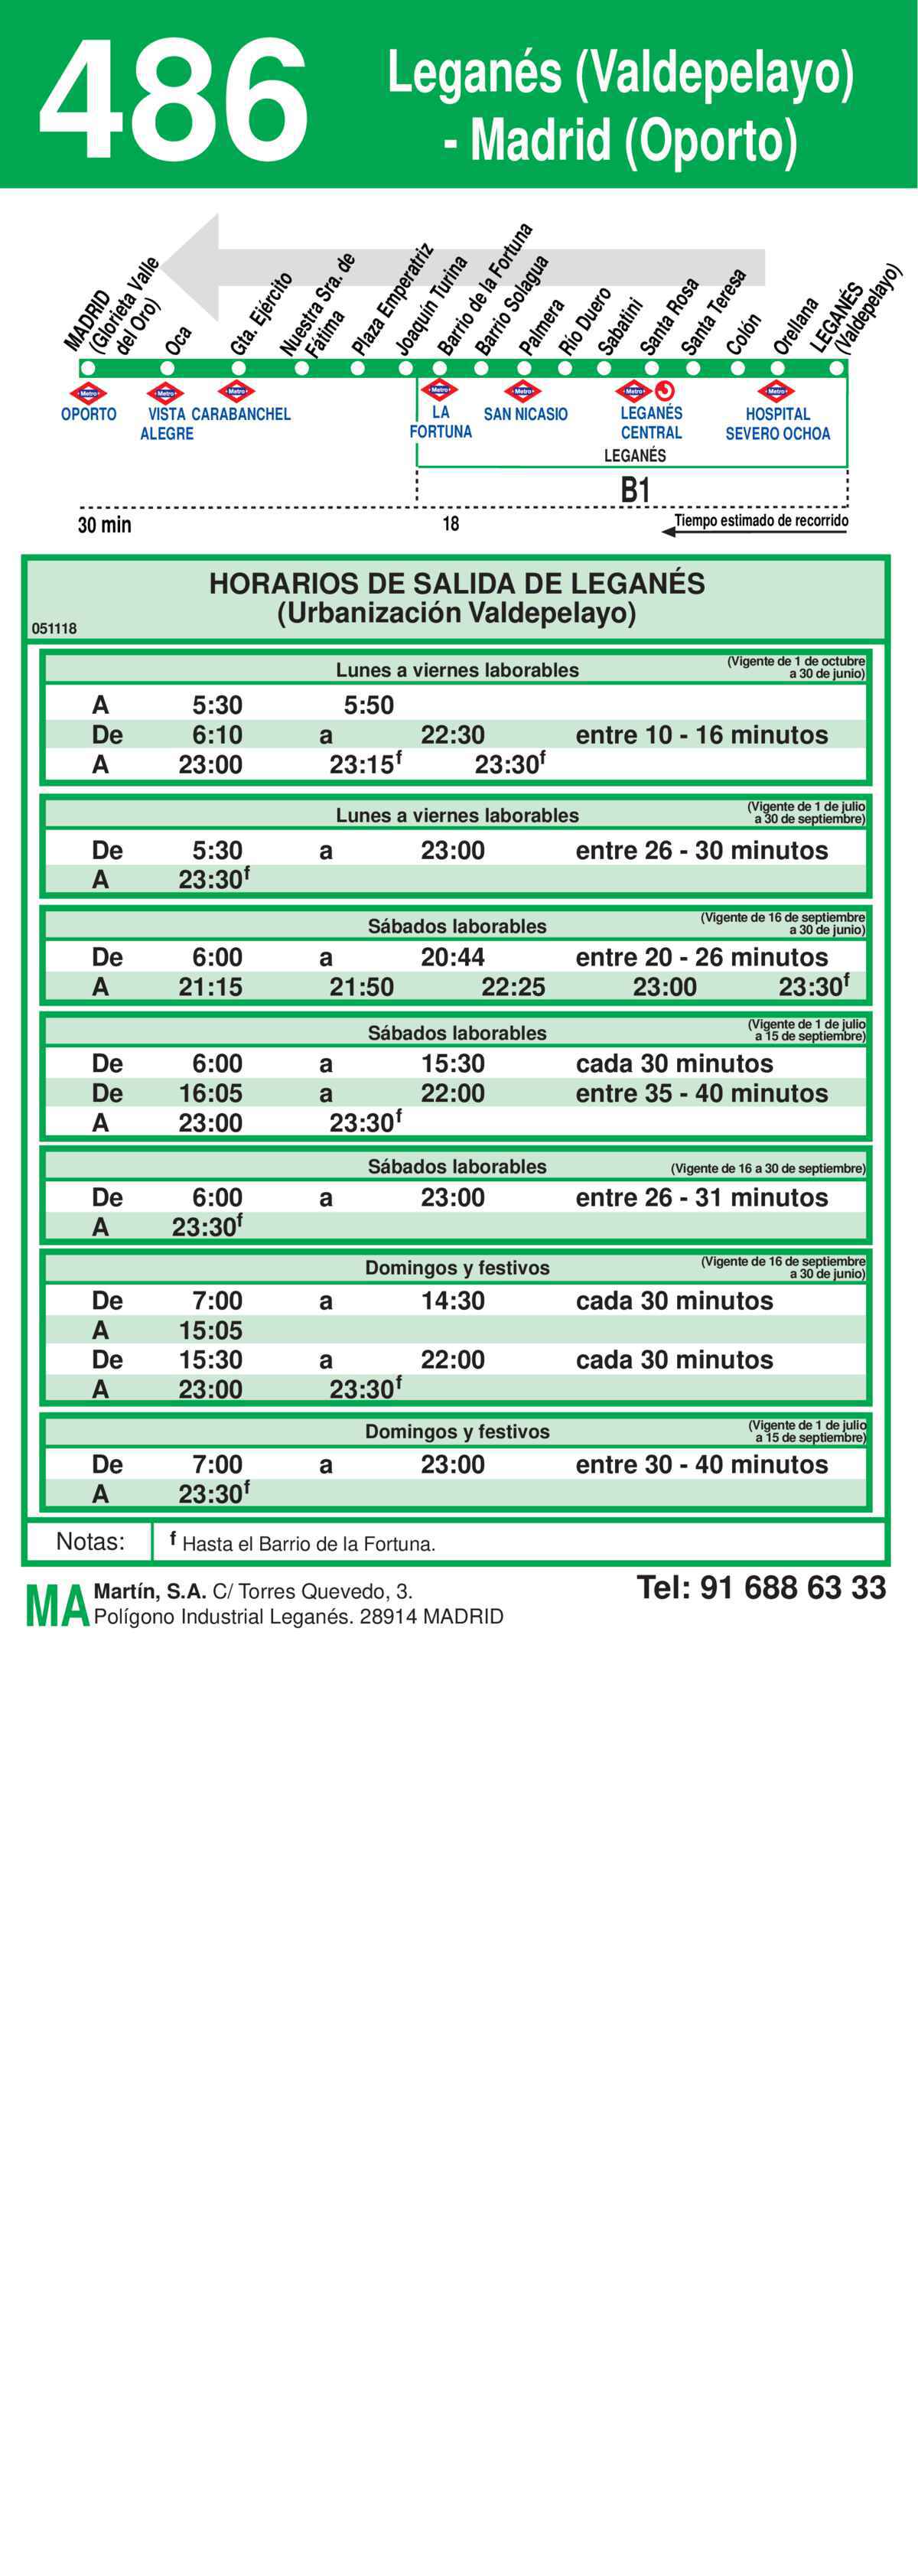 486
Leganés (Valdepelayo)
- Madrid (Oporto)
MADRID
(Glorieta Valle
del Oro)
Oca
Gta. Ejército
Nuestra Sra. de
Fátima
Plaza Emperatriz
Joaquín Turina
Barrio de la Fortuna
Barrio Solagua
Palmera
Río Duero
Sabatini
Santa Rosa
Santa Teresa
Colón
Orellana
LEGANÉS
(Valdepelayo)
Metro Metro Metro Metro Metro Metro Metro
OPORTO VISTA CARABANCHEL LA SAN NICASIO LEGANÉS HOSPITAL
ALEGRE FORTUNA CENTRAL SEVERO OCHOA
LEGANÉS
B1
30 min 18 Tiempo estimado de recorrido
HORARIOS DE SALIDA DE LEGANÉS
(Urbanización Valdepelayo)
051118
Lunes a viernes laborables (Vigente de 1 de octubre
a 30 de junio)
A 5:30 5:50
De 6:10 a 22:30 entre 10 - 16 minutos
A 23:00 23:15f 23:30f
Lunes a viernes laborables (Vigente de 1 de julio
a 30 de septiembre)
De 5:30 a 23:00 entre 26 - 30 minutos
A 23:30f
Sábados laborables (Vigente de 16 de septiembre
a 30 de junio)
De 6:00 a 20:44 entre 20 - 26 minutos
A 21:15 21:50 22:25 23:00 23:30f
Sábados laborables (Vigente de 1 de julio
a 15 de septiembre)
De 6:00 a 15:30 cada 30 minutos
De 16:05 a 22:00 entre 35 - 40 minutos
A 23:00 23:30f
Sábados laborables (Vigente de 16 a 30 de septiembre)
De 6:00 a 23:00 entre 26 - 31 minutos
A 23:30f
Domingos y festivos (Vigente de 16 de septiembre
a 30 de junio)
De 7:00 a 14:30 cada 30 minutos
A 15:05
De 15:30 a 22:00 cada 30 minutos
A 23:00 23:30f
Domingos y festivos (Vigente de 1 de julio
a 15 de septiembre)
De 7:00 a 23:00 entre 30 - 40 minutos
A 23:30f
Notas: f Hasta el Barrio de la Fortuna.
MA Martín, S.A. C/ Torres Quevedo, 3. Tel: 91 688 63 33
Polígono Industrial Leganés. 28914 MADRID